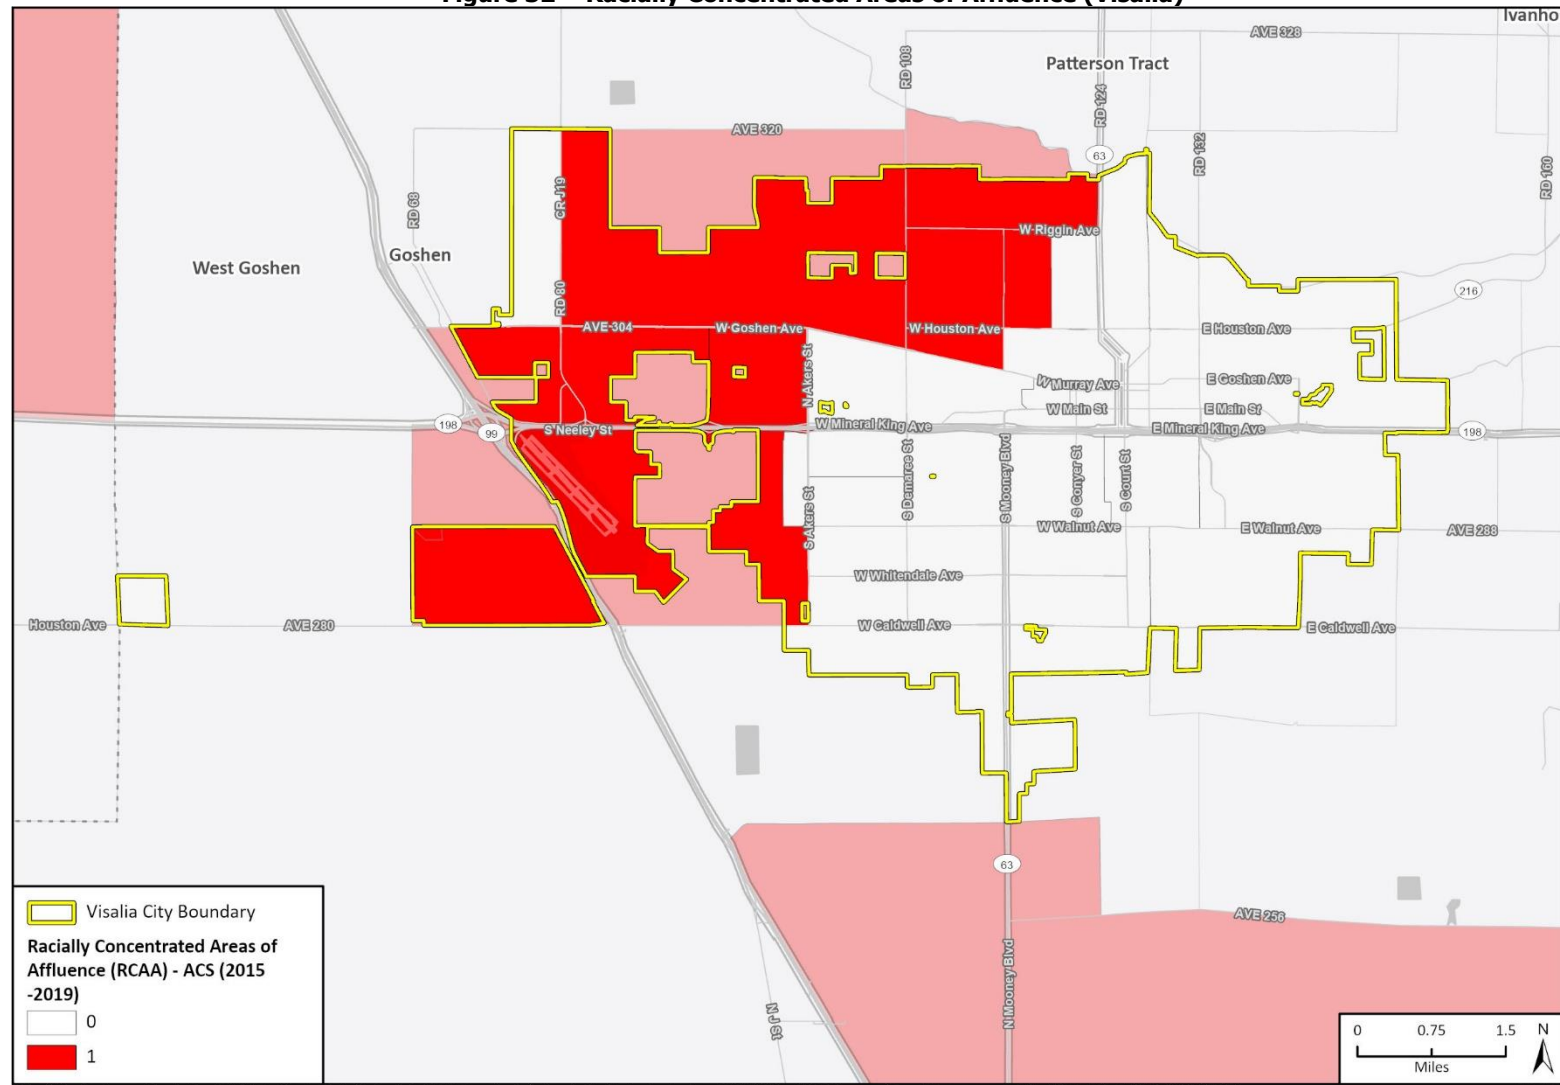 Figure 32 – Racially Concentrated Areas of Affluence (Visalia)
Ivanho
AVE 328
Patterson Tract
RD 108
RD 124
AVE 320
63
RD 132
RD 160
RD 68
CR J19
W Riggin Ave
Goshen
West Goshen
216
RD 80
AVE 304
W Goshen Ave
W Houston Ave
E Houston Ave
N Akers St
W Murray Ave
E Goshen Ave
W Main St
E Main St
198
99
S Neeley St
W Mineral King Ave
E Mineral King Ave
198
S Demaree St
S Mooney Blvd
S Conyer St
S Court St
S Akers St
W Walnut Ave
E Walnut Ave
AVE 288
W Whitendale Ave
Houston Ave
AVE 280
W Caldwell Ave
E Caldwell Ave
63
AVE 256
N Mooney Blvd
N J St
Visalia City Boundary
Racially Concentrated Areas of
Affluence (RCAA) - ACS (2015
-2019)
0
1
0 0.75 1.5 N
Miles